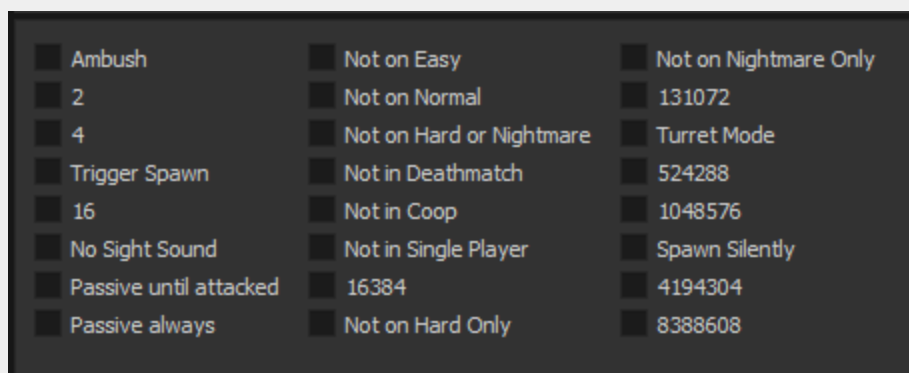 Ambush
2
4
Trigger Spawn
16
No Sight Sound
Passive until attacked
Passive always
Not on Easy
Not on Normal
Not on Hard or Nightmare
Not in Deathmatch
Not in Coop
Not in Single Player
16384
Not on Hard Only
Not on Nightmare Only
131072
Turret Mode
524288
1048576
Spawn Silently
4194304
8388608